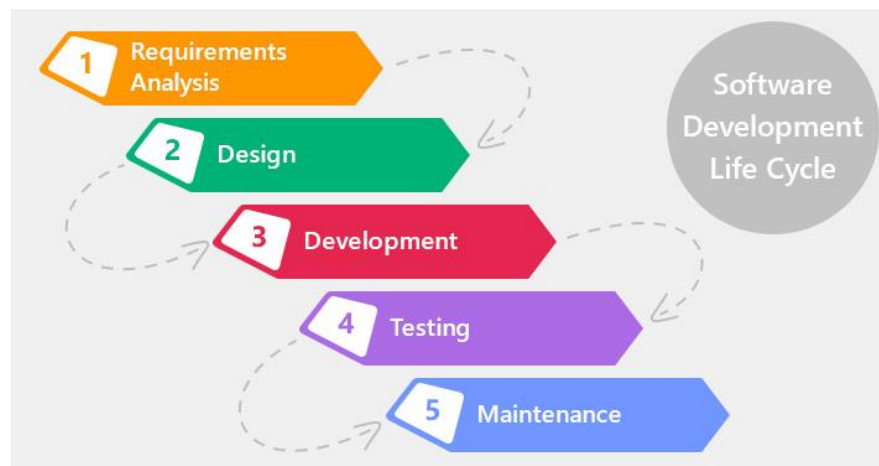 1
Requirements
Analysis
2
Design
3
Development
4
Testing
5
Maintenance
Software
Development
Life Cycle